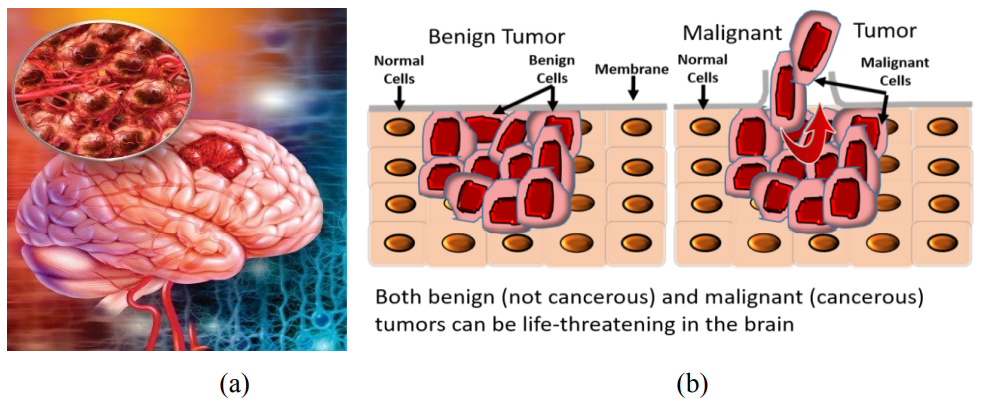 Benign Tumor
Normal
Cells
Benign
Cells
Membrane
Malignant Tumor
Normal
Cells
Malignant
Cells
Both benign (not cancerous) and malignant (cancerous)
tumors can be life-threatening in the brain
(a)
(b)